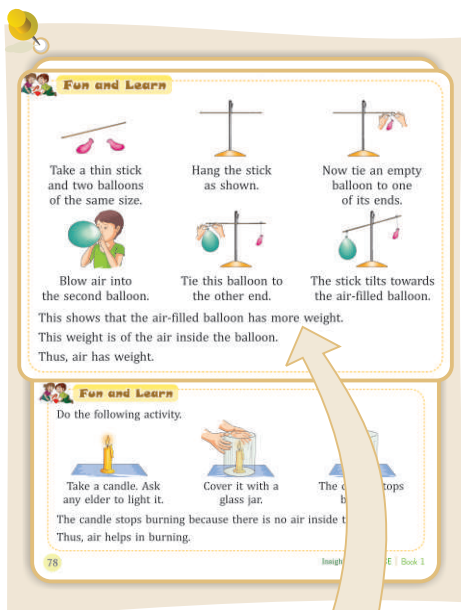 Fun and Learn
Take a thin stick
and two balloons
of the same size.
Hang the stick
as shown.
Now tie an empty
balloon to one
of its ends.
Blow air into
the second balloon.
Tie this balloon to
the other end.
The stick tilts towards
the air-filled balloon.
This shows that the air-filled balloon has more weight.
This weight is of the air inside the balloon.
Thus, air has weight.
Fun and Learn
Do the following activity.
Take a candle. Ask
any elder to light it.
Cover it with a
glass jar.
The
The candle stops burning because there is no air inside
Thus, air helps in burning.
78
Book 1